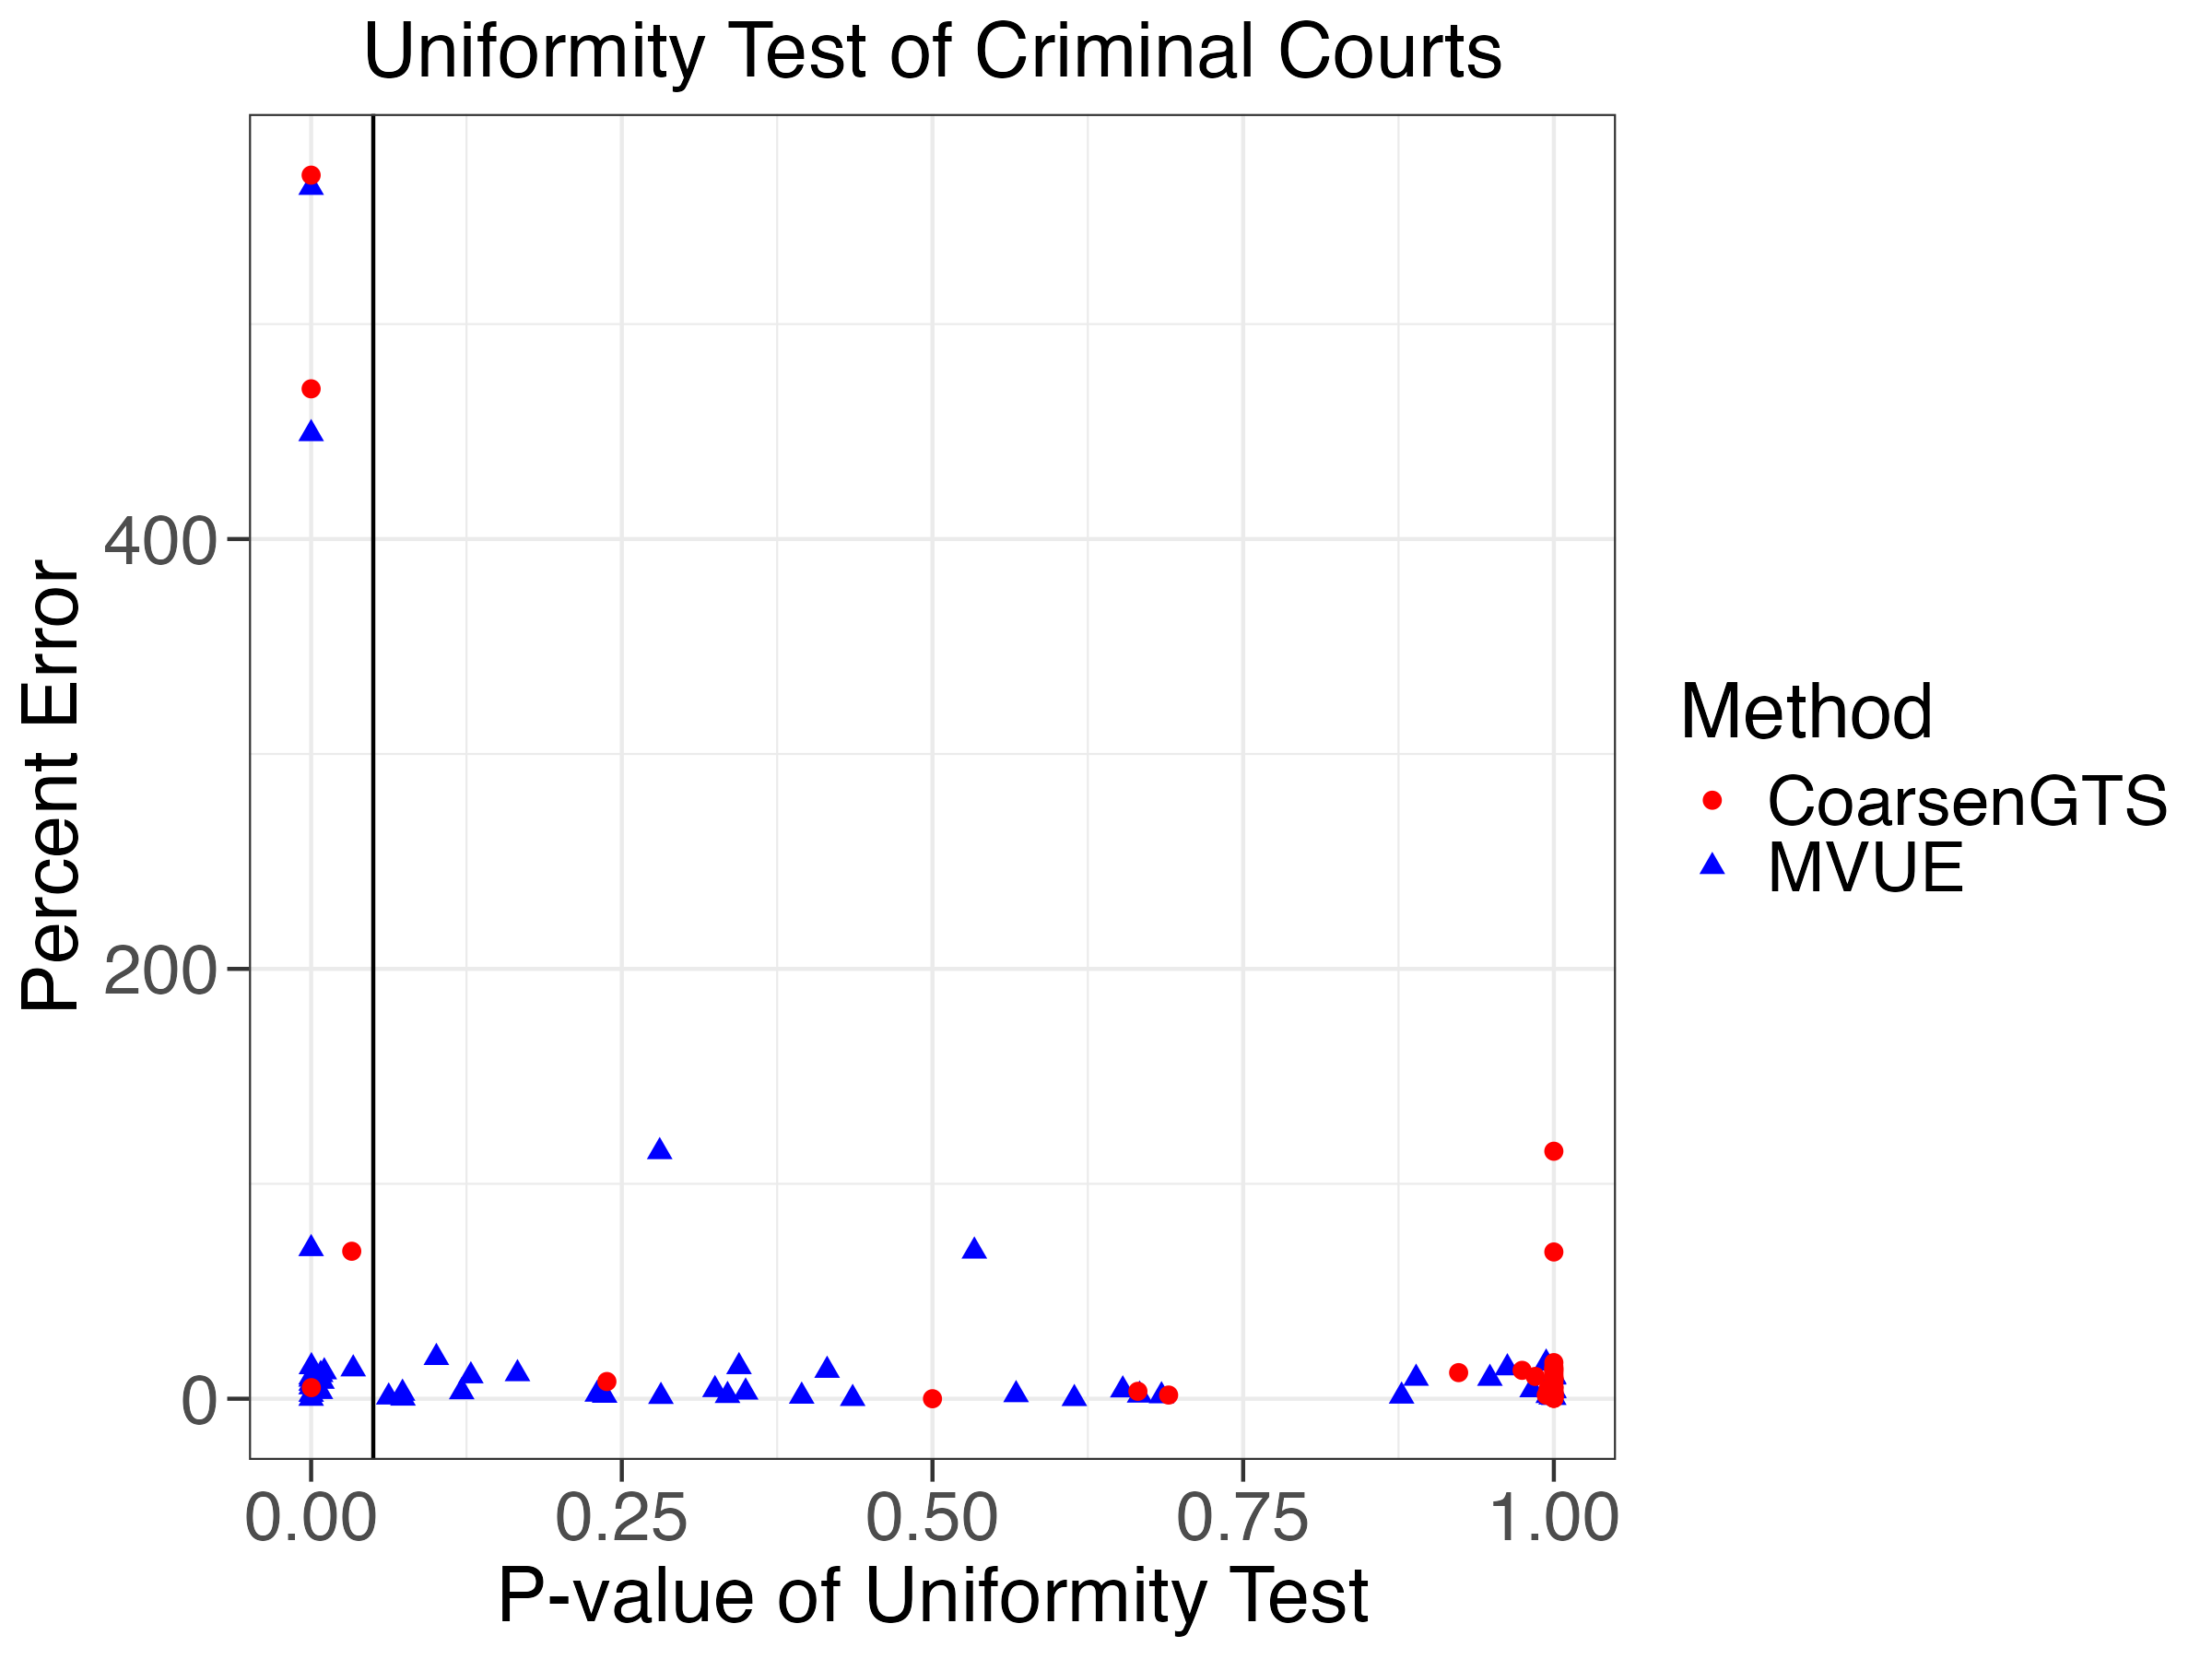 Uniformity Test of Criminal Courts
Percent Error
400
200
0
0.00 0.25 0.50 0.75 1.00
P-value of Uniformity Test
Method
CoarsenGTS
MVUE